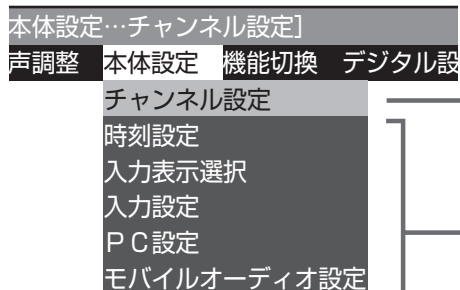 本体設定…チャンネル設定]
声調整 本体設定 機能切換 デジタル設
チャンネル設定
時刻設定
入力表示選択
入力設定
ＰＣ設定
モバイルオーディオ設定